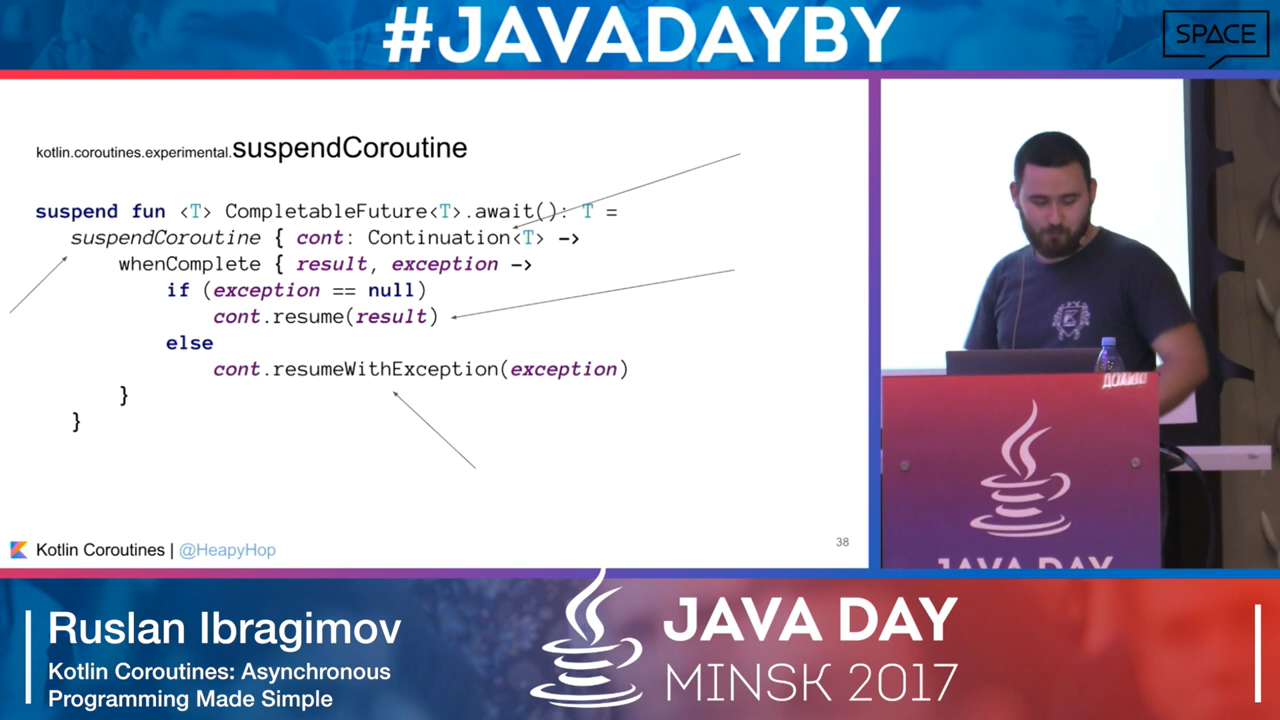 #JAVADAYBY
SPACE
kotlin.coroutines.experimental.suspendCoroutine
suspend fun <T> CompletableFuture<T>.await(): T =
suspendCoroutine { cont: Continuation<T> ->
whenComplete { result, exception ->
if (exception == null)
cont.resume(result)
else
cont.resumeWithException(exception)
}
}
Kotlin Coroutines | @HeapyHop
38
JAVA DAY
Ruslan Ibragimov
Kotlin Coroutines: Asynchronous
Programming Made Simple
JAVA DAY
MINSK 2017